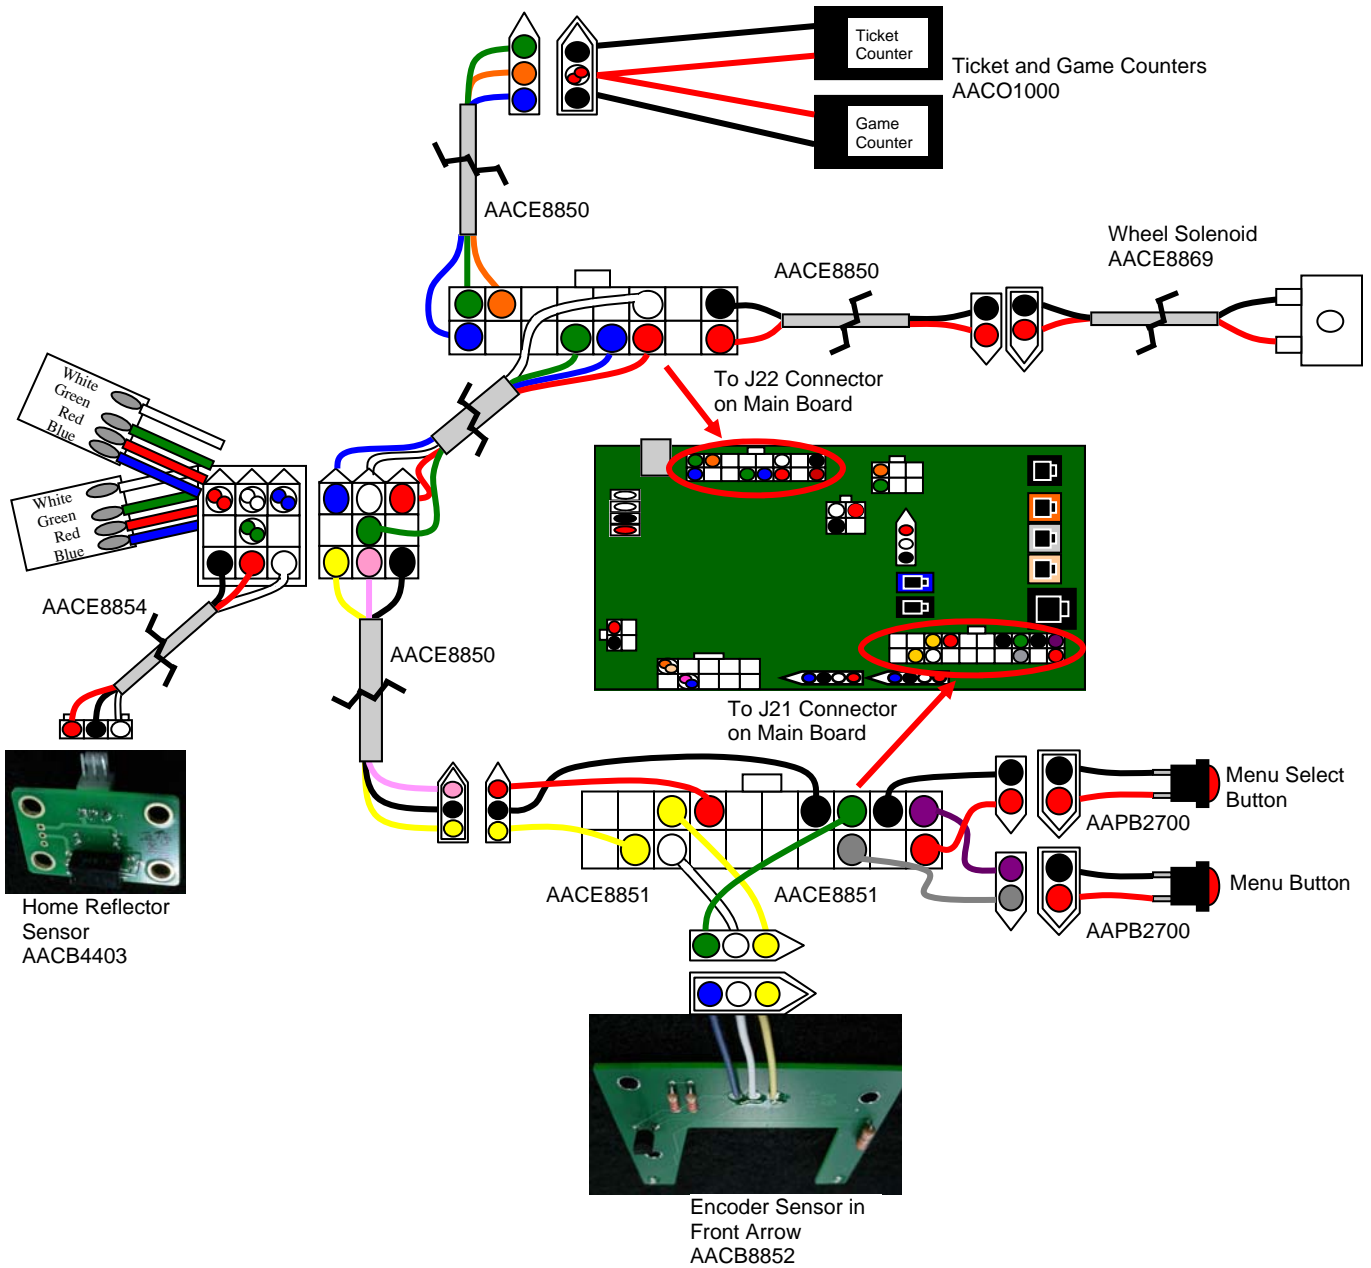 Ticket
Counter
Ticket and Game Counters
AACO1000
Game
Counter
AACE8850
Wheel Solenoid
AACE8869
AACE8850
To J22 Connector
on Main Board
White
Green
Red
Blue
White
Green
Red
Blue
AACE8854
AACE8850
To J21 Connector
on Main Board
Menu Select
Button
AAPB2700
AACE8851
AACE8851
Menu Button
AAPB2700
Home Reflector
Sensor
AACB4403
Encoder Sensor in
Front Arrow
AACB8852